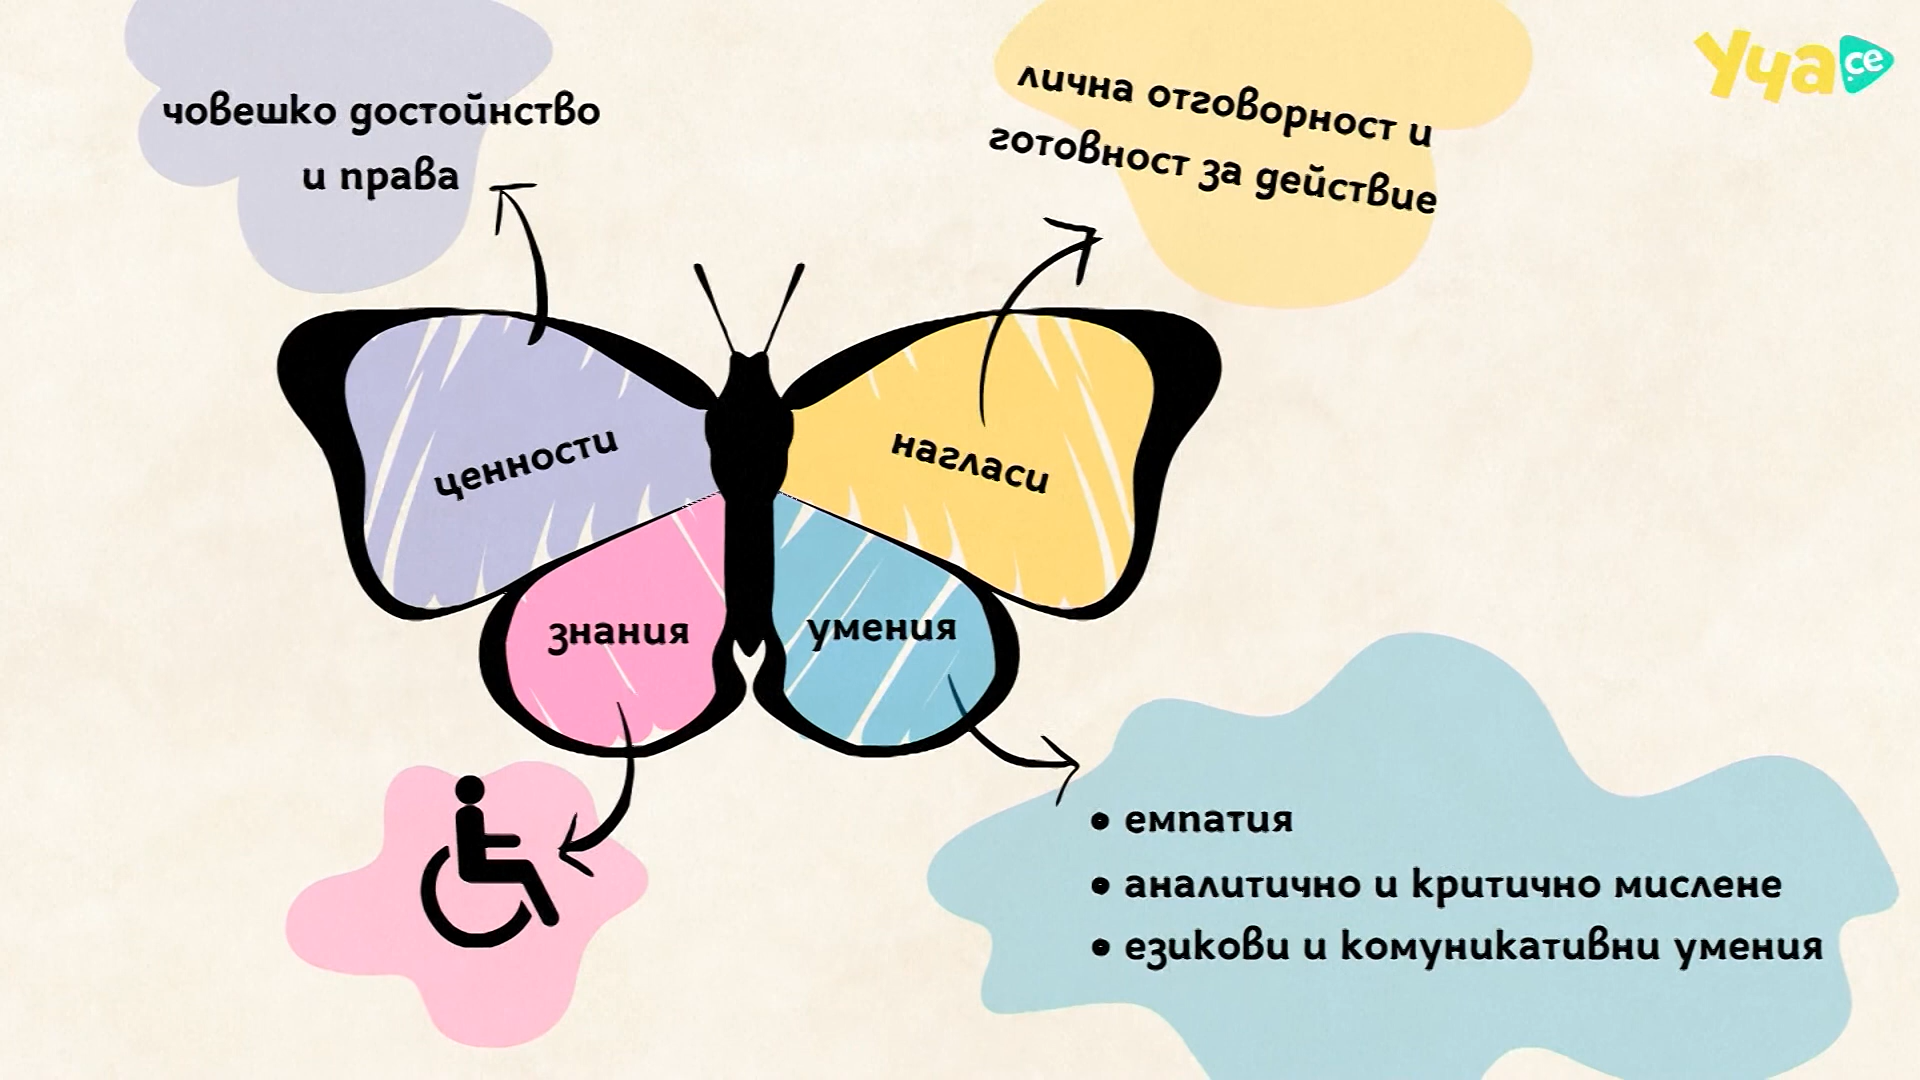 човешко достойнство
и права
лична отговорност и
готовност за действие
Уча.се
ценности
нагласи
знания
умения
• емпатия
• аналитично и критично мислене
• езикови и комуникативни умения